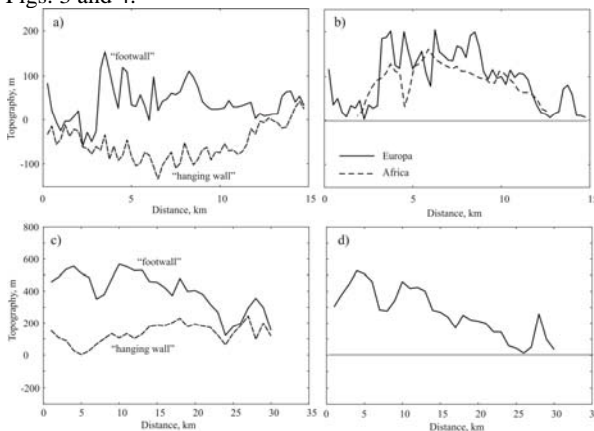 Figs. 3 and 4.
a)
b)
"footwall"
"hanging wall"
Europa
Africa
Topography, m
200
100
0
-100
0
5
10
15
0
5
10
15
Distance, km
Distance, km
c)
d)
"footwall"
"hanging wall"
Topography, m
800
600
400
200
0
-200
0
5
10
15
20
25
30
35
0
5
10
15
20
25
30
35
Distance, km
Distance, km